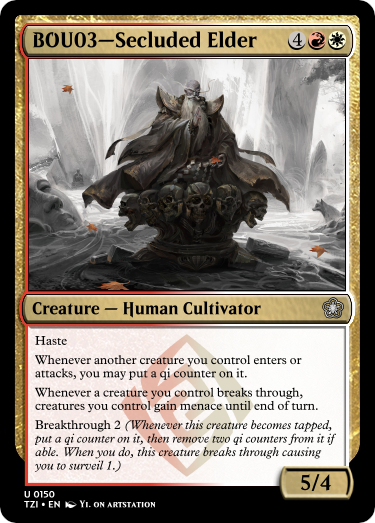 BOU03—Secluded Elder 4
Creature — Human Cultivator
Haste
Whenever another creature you control enters or
attacks, you may put a qi counter on it.
Whenever a creature you control breaks through,
creatures you control gain menace until end of turn.
Breakthrough 2 (Whenever this creature becomes tapped,
put a qi counter on it, then remove two qi counters from it if
able. When you do, this creature breaks through causing
you to surveil 1.)
5/4
U 0150
TZI • EN YI. ON ARTSTATION